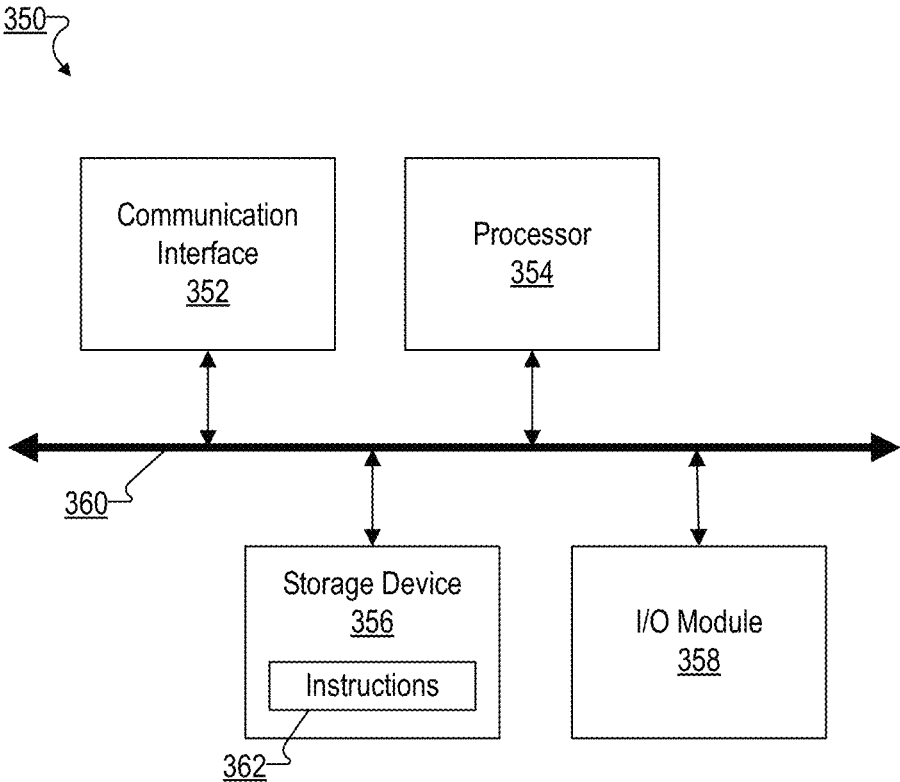 350
Communication
Interface
352
Processor
354
360
Storage Device
356
Instructions
362
I/O Module
358